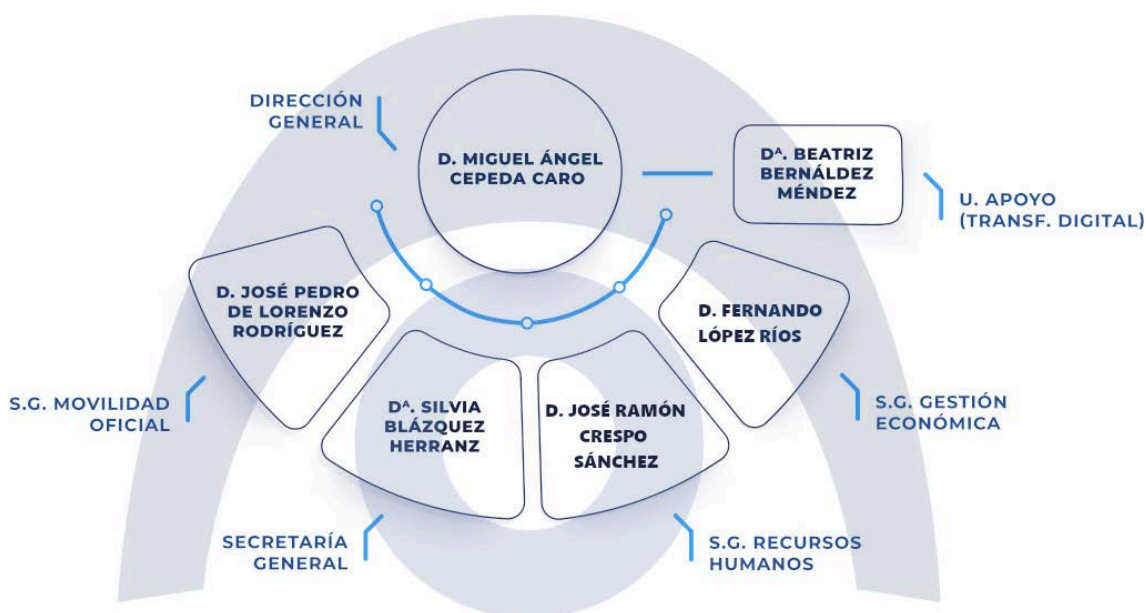 DIRECCIÓN
GENERAL
D. MIGUEL ÁNGEL
CEPEDA CARO
Dᴬ. BEATRIZ
BERNÁLDEZ
MÉNDEZ
U. APOYO
(TRANSF. DIGITAL)
D. JOSÉ PEDRO
DE LORENZO
RODRÍGUEZ
S.G. MOVILIDAD
OFICIAL
Dᴬ. SILVIA
BLÁZQUEZ
HERRANZ
SECRETARÍA
GENERAL
D. JOSÉ RAMÓN
CRESPO
SÁNCHEZ
S.G. RECURSOS
HUMANOS
D. FERNANDO
LÓPEZ RÍOS
S.G. GESTIÓN
ECONÓMICA